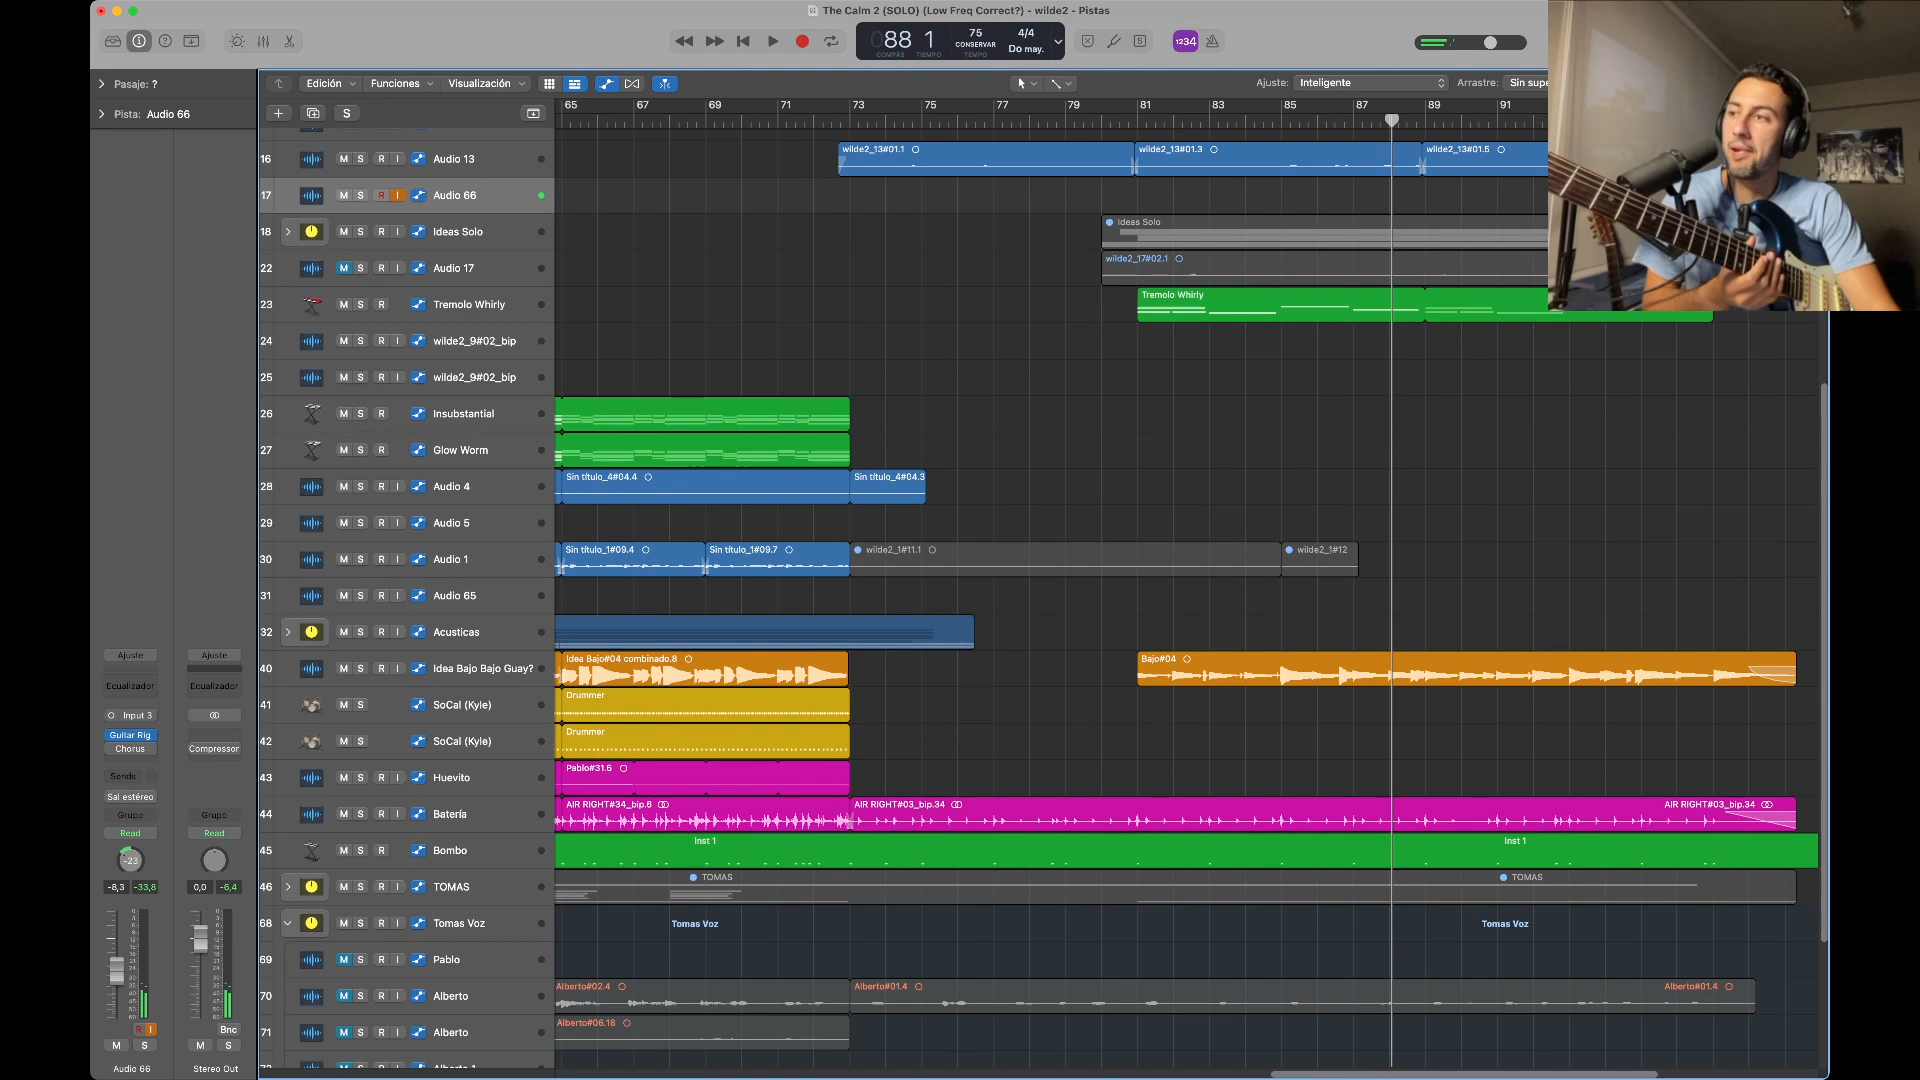 The Calm 2 (SOLO) (Low Freq Correct?) - wilde2 - Pistas
88 1
COMPÁS TIEMPO
75
CONSERVAR
TEMPO
4/4
Do may.
1234
Pasaje: ?
Pista: Audio 66
Edición Funciones Visualización
Ajuste: Inteligente
Arrastre: Sin supe
S
65 67 69 71 73 75 77 79 81 83 85 87 89 91
16 M S R I Audio 13
wilde2_13#01.1 wilde2_13#01.3 wilde2_13#01.5
17 M S R I Audio 66
18 M S R I Ideas Solo
Ideas Solo
22 M S R I Audio 17
wilde2_17#02.1
23 M S R Tremolo Whirly
Tremolo Whirly
24 M S R I wilde2_9#02_bip
25 M S R I wilde2_9#02_bip
26 M S R Insubstantial
27 M S R Glow Worm
28 M S R I Audio 4
Sin título_4#04.4 Sin título_4#04.3
29 M S R I Audio 5
30 M S R I Audio 1
Sin título_1#09.4 Sin título_1#09.7 wilde2_1#11.1 wilde2_1#12
31 M S R I Audio 65
32 M S R I Acusticas
40 M S R I Idea Bajo Bajo Guay?
Idea Bajo#04 combinado.8 Bajo#04
41 M S SoCal (Kyle)
Drummer
42 M S SoCal (Kyle)
Drummer
43 M S R I Huevito
Pablo#31.6
44 M S R I Batería
AIR RIGHT#34_bip.6 AIR RIGHT#03_bip.34 AIR RIGHT#03_bip.34
45 M S R Bombo
Inst 1 Inst 1
46 M S R I TOMAS
TOMAS TOMAS
68 M S R I Tomas Voz
Tomas Voz Tomas Voz
69 M S R I Pablo
70 M S R I Alberto
Alberto#02.4 Alberto#01.4 Alberto#01.4
71 M S R I Alberto
Alberto#06.18
Ajuste Ajuste
Ecualizador Ecualizador
Input 3
Guitar Rig
Chorus Compressor
Sends
Sal estéreo
Grupo Grupo
Read Read
-23
-8,3 -33,8 0,0 -6,4
R I Bnc
M S M S
Audio 66 Stereo Out